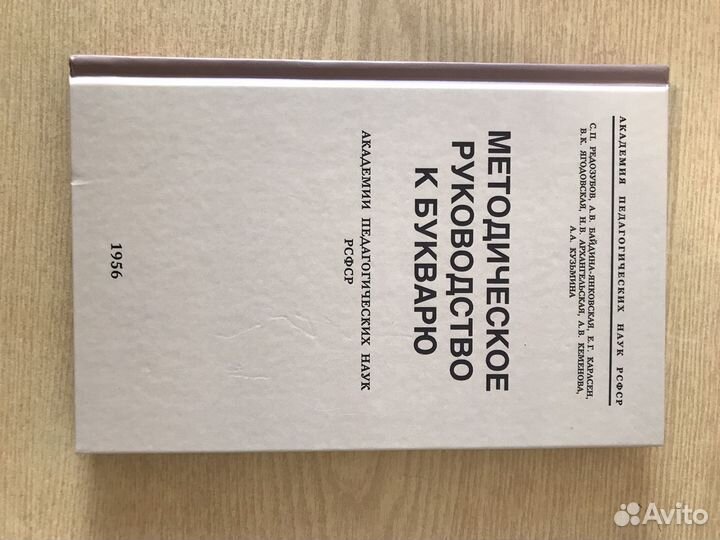 АКАДЕМИЯ ПЕДАГОГИЧЕСКИХ НАУК РСФСР
С.П. РЕДОЗУБОВ, А.В. БАЙДИНА-ЯНКОВСКАЯ, Е.Г. КАРЛСЕН,
В.К. ЯГОДОВСКАЯ, Н.В. АРХАНГЕЛЬСКАЯ, А.В. КЕМЕНОВА,
А.А. КУЗЬМИНА
МЕТОДИЧЕСКОЕ
РУКОВОДСТВО
К БУКВАРЮ
АКАДЕМИИ ПЕДАГОГИЧЕСКИХ НАУК
РСФСР
1956
Avito